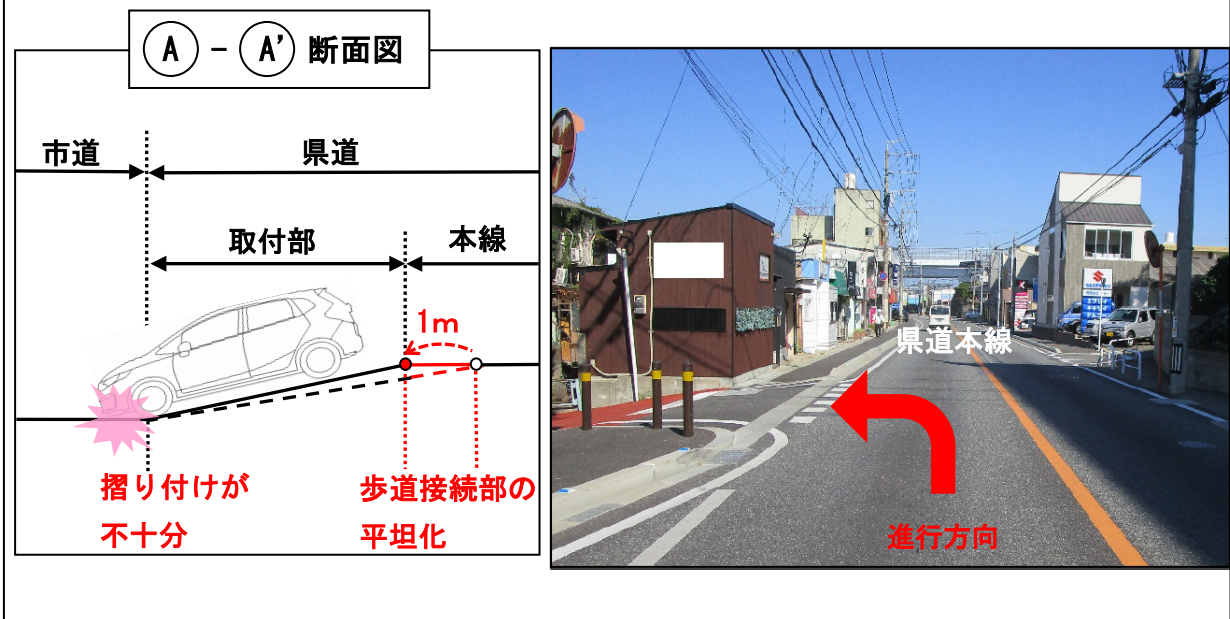 A - A' 断面図
市道
県道
取付部
本線
1m
摺り付けが
不十分
歩道接続部の
平坦化
県道本線
進行方向